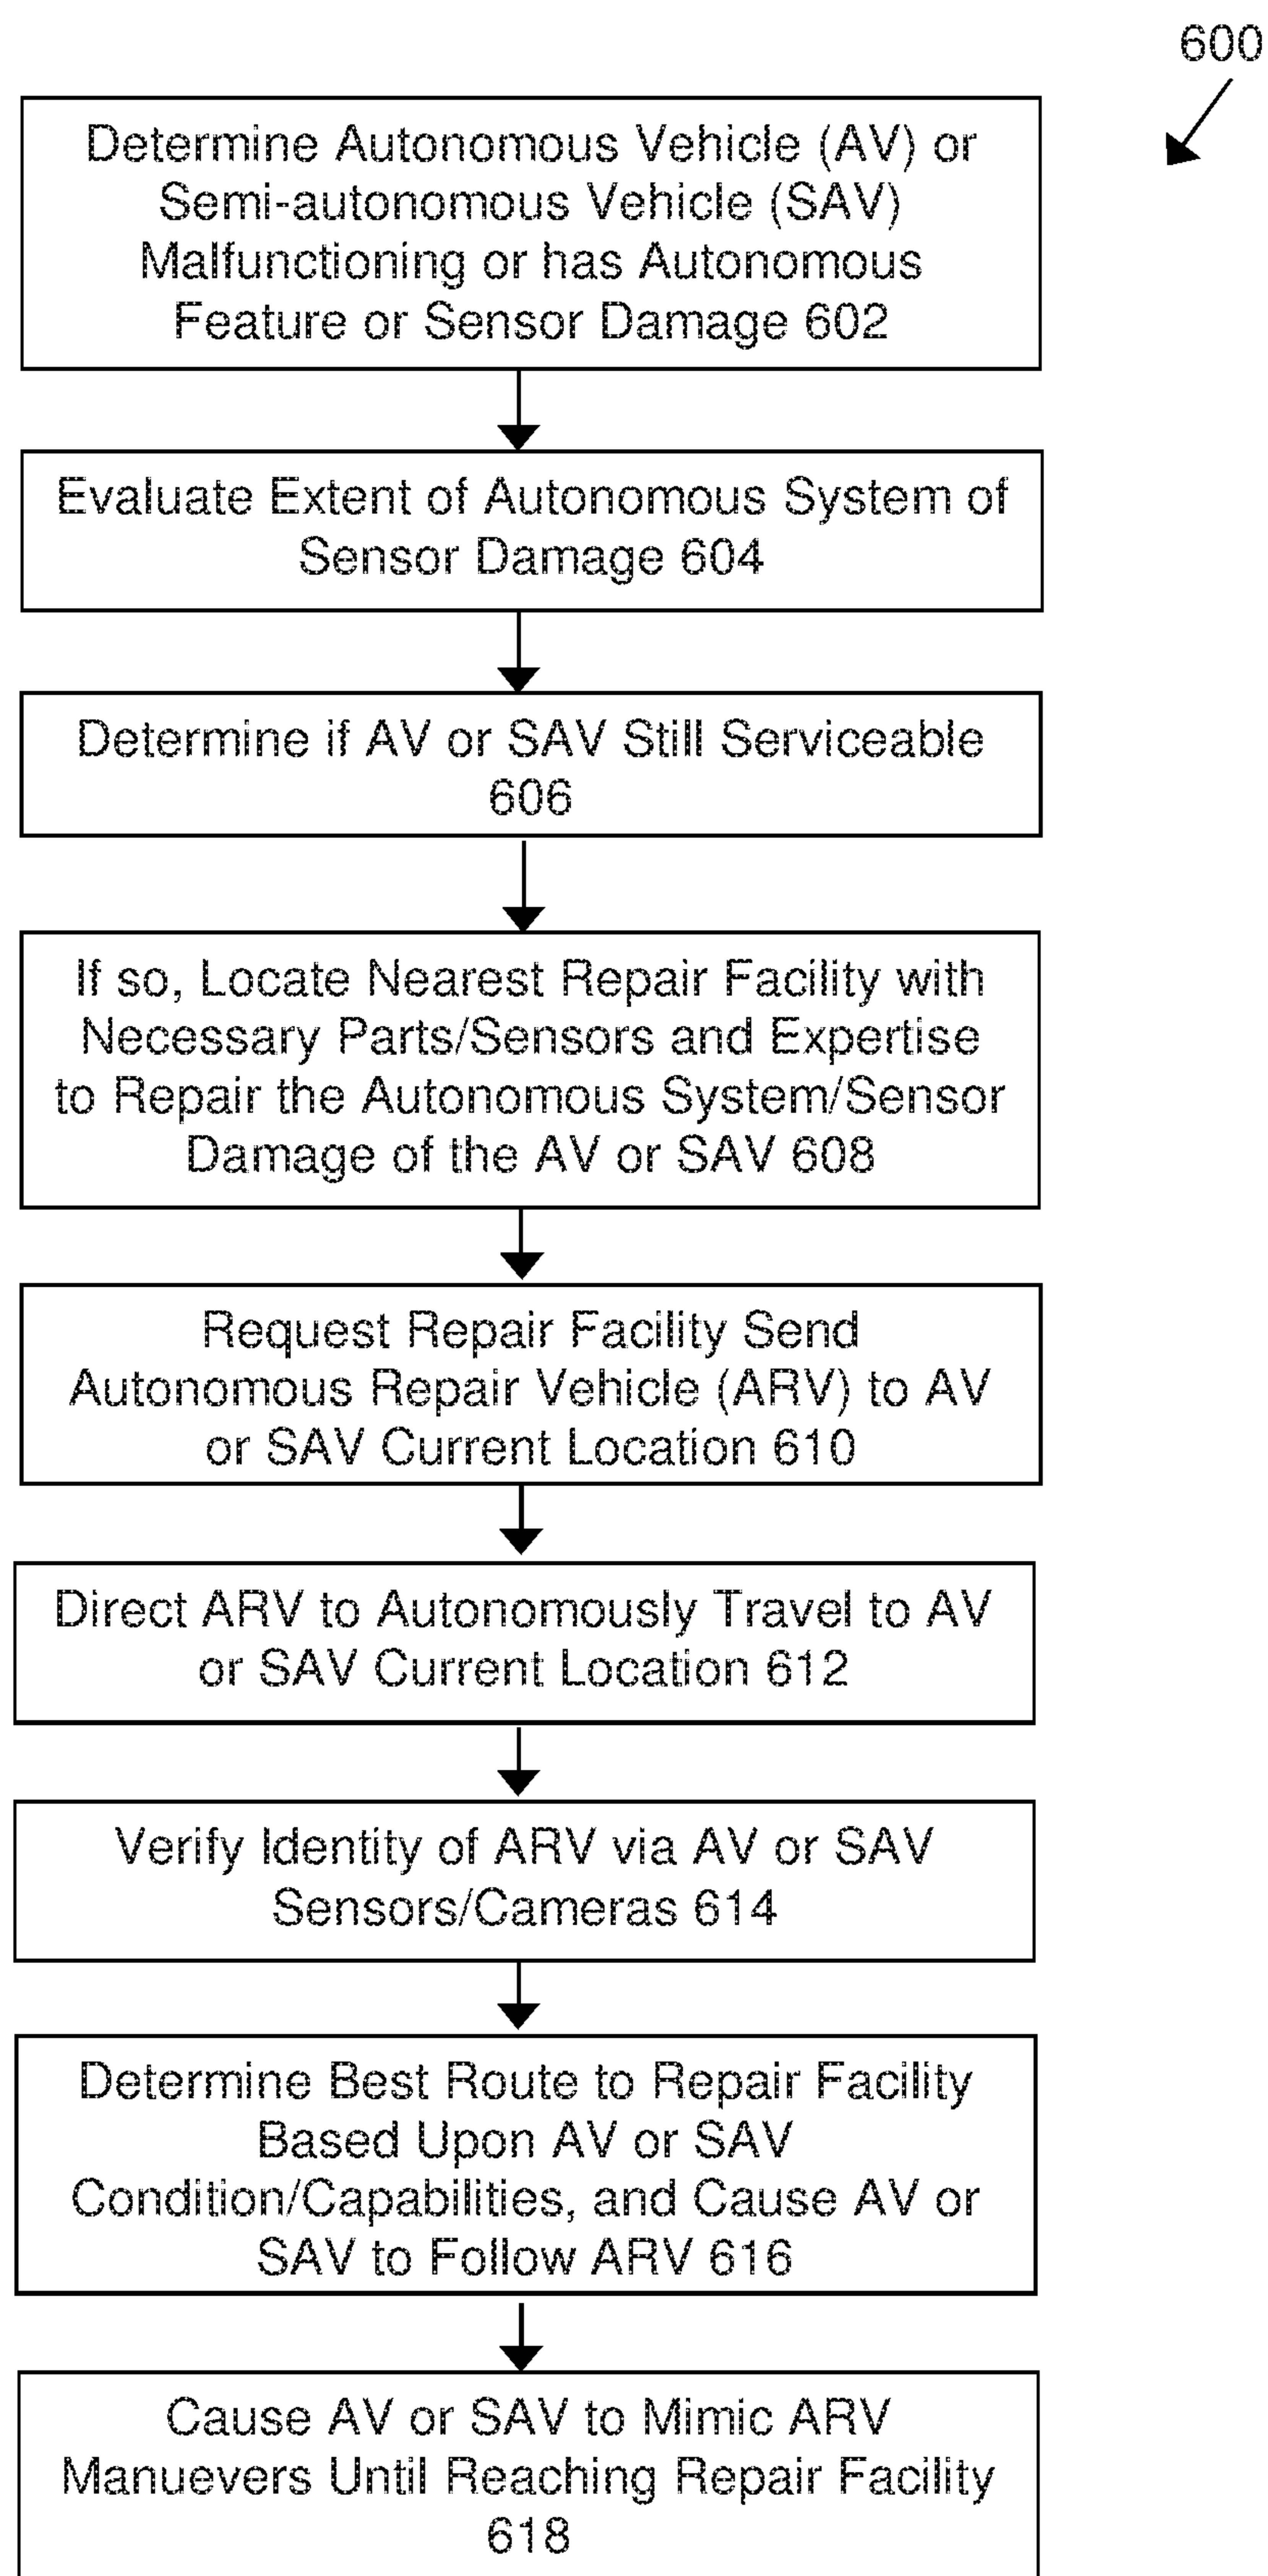 600
Determine Autonomous Vehicle (AV) or
Semi-autonomous Vehicle (SAV)
Malfunctioning or has Autonomous
Feature or Sensor Damage 602
Evaluate Extent of Autonomous System of
Sensor Damage 604
Determine if AV or SAV Still Serviceable
606
If so, Locate Nearest Repair Facility with
Necessary Parts/Sensors and Expertise
to Repair the Autonomous System/Sensor
Damage of the AV or SAV 608
Request Repair Facility Send
Autonomous Repair Vehicle (ARV) to AV
or SAV Current Location 610
Direct ARV to Autonomously Travel to AV
or SAV Current Location 612
Verify Identity of ARV via AV or SAV
Sensors/Cameras 614
Determine Best Route to Repair Facility
Based Upon AV or SAV
Condition/Capabilities, and Cause AV or
SAV to Follow ARV 616
Cause AV or SAV to Mimic ARV
Manuevers Until Reaching Repair Facility
618